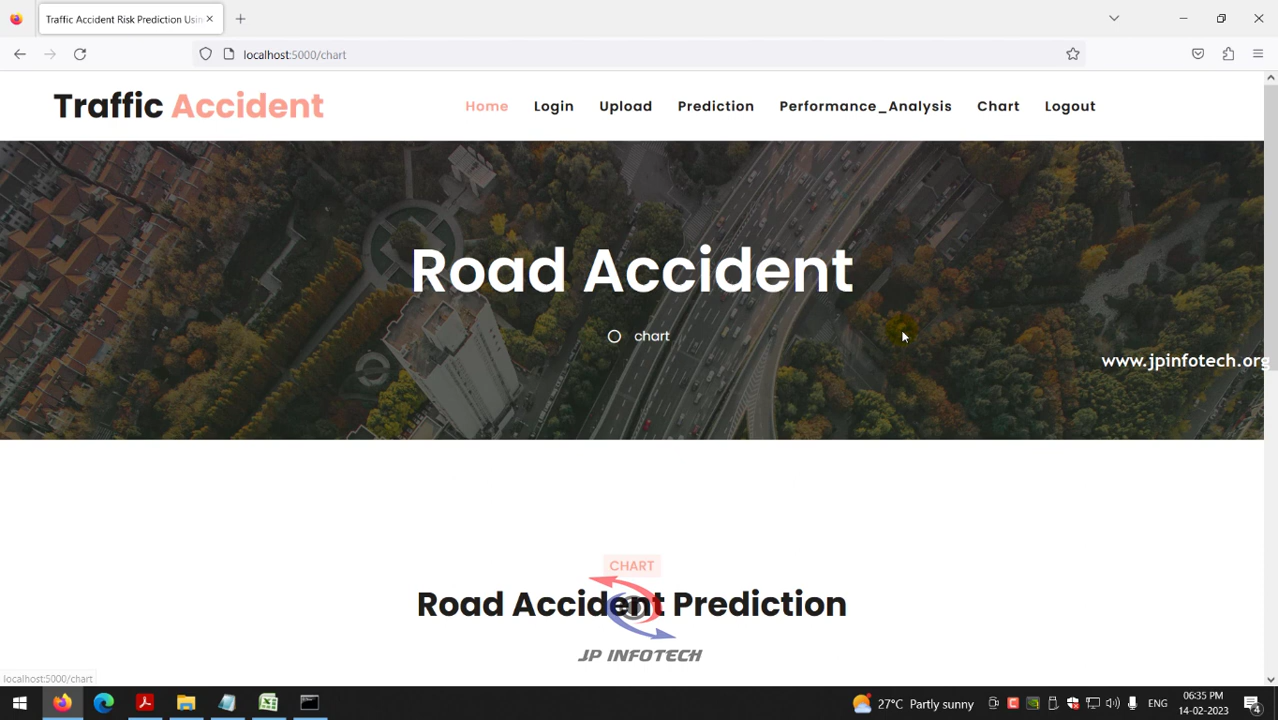 Traffic Accident Risk Prediction Usin
localhost:5000/chart
Traffic Accident
Home Login Upload Prediction Performance_Analysis Chart Logout
Road Accident
chart
www.jpinfotech.org
CHART
Road Accident Prediction
JP INFOTECH
localhost:5000/chart
27°C Partly sunny
ENG
06:35 PM
14-02-2023
4